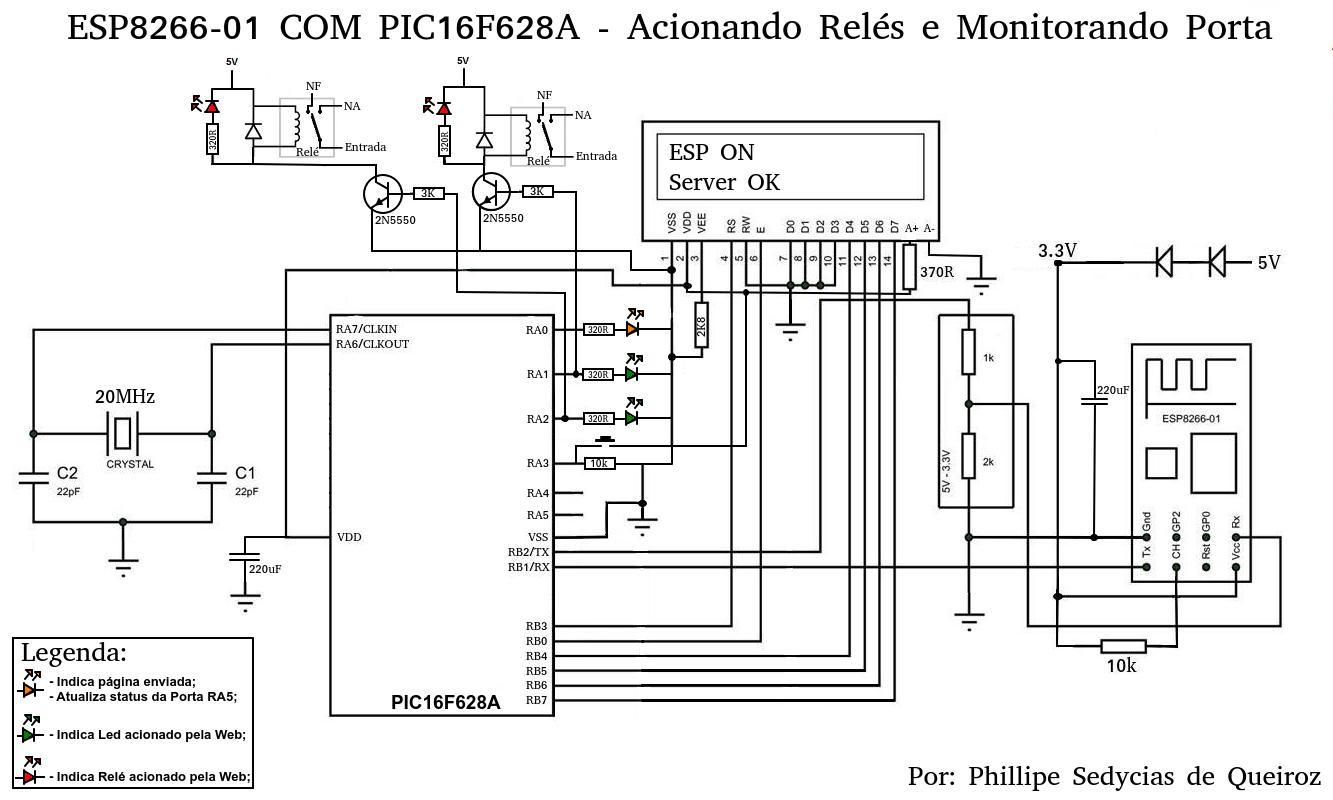 ESP8266-01 COM PIC16F628A - Acionando Relés e Monitorando Porta
5V
5V
NF
NA
320R
Relé
Entrada
NF
NA
320R
Relé
Entrada
3K
2N5550
3K
2N5550
ESP ON
Server OK
VSS VDD VEE RS RW E D0 D1 D2 D3 D4 D5 D6 D7 A+ A-
1 2 3 4 5 6 7 8 9 10 11 12 13 14
370R
3.3V
5V
2K8
RA7/CLKIN
RA6/CLKOUT
RA0
320R
RA1
320R
RA2
320R
RA3
10k
RA4
RA5
VSS
RB2/TX
RB1/RX
RB3
RB0
RB4
RB5
RB6
RB7
VDD
PIC16F628A
20MHz
CRYSTAL
C2
22pF
C1
22pF
220uF
1k
2k
5V - 3.3V
220uF
ESP8266-01
Gnd GP2 GP0 Rx
Tx CH Rst Vcc
10k
Legenda:
- Indica página enviada;
- Atualiza status da Porta RA5;
- Indica Led acionado pela Web;
- Indica Relé acionado pela Web;
Por: Phillipe Sedycias de Queiroz